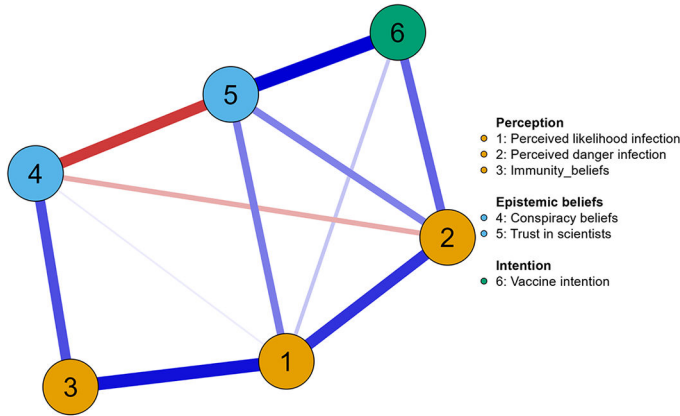 6
5
4
2
1
3
Perception
1: Perceived likelihood infection
2: Perceived danger infection
3: Immunity_beliefs
Epistemic beliefs
4: Conspiracy beliefs
5: Trust in scientists
Intention
6: Vaccine intention